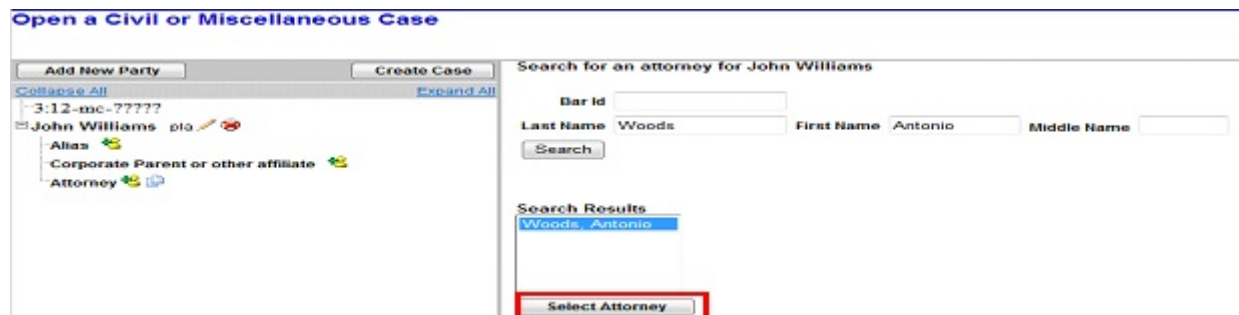 Open a Civil or Miscellaneous Case
Add New Party Create Case
Collapse All Expand All
3:12-mc-?????
John Williams pla
Alias
Corporate Parent or other affiliate
Attorney
Search for an attorney for John Williams
Bar Id
Last Name Woods First Name Antonio Middle Name
Search
Search Results
Woods, Antonio
Select Attorney